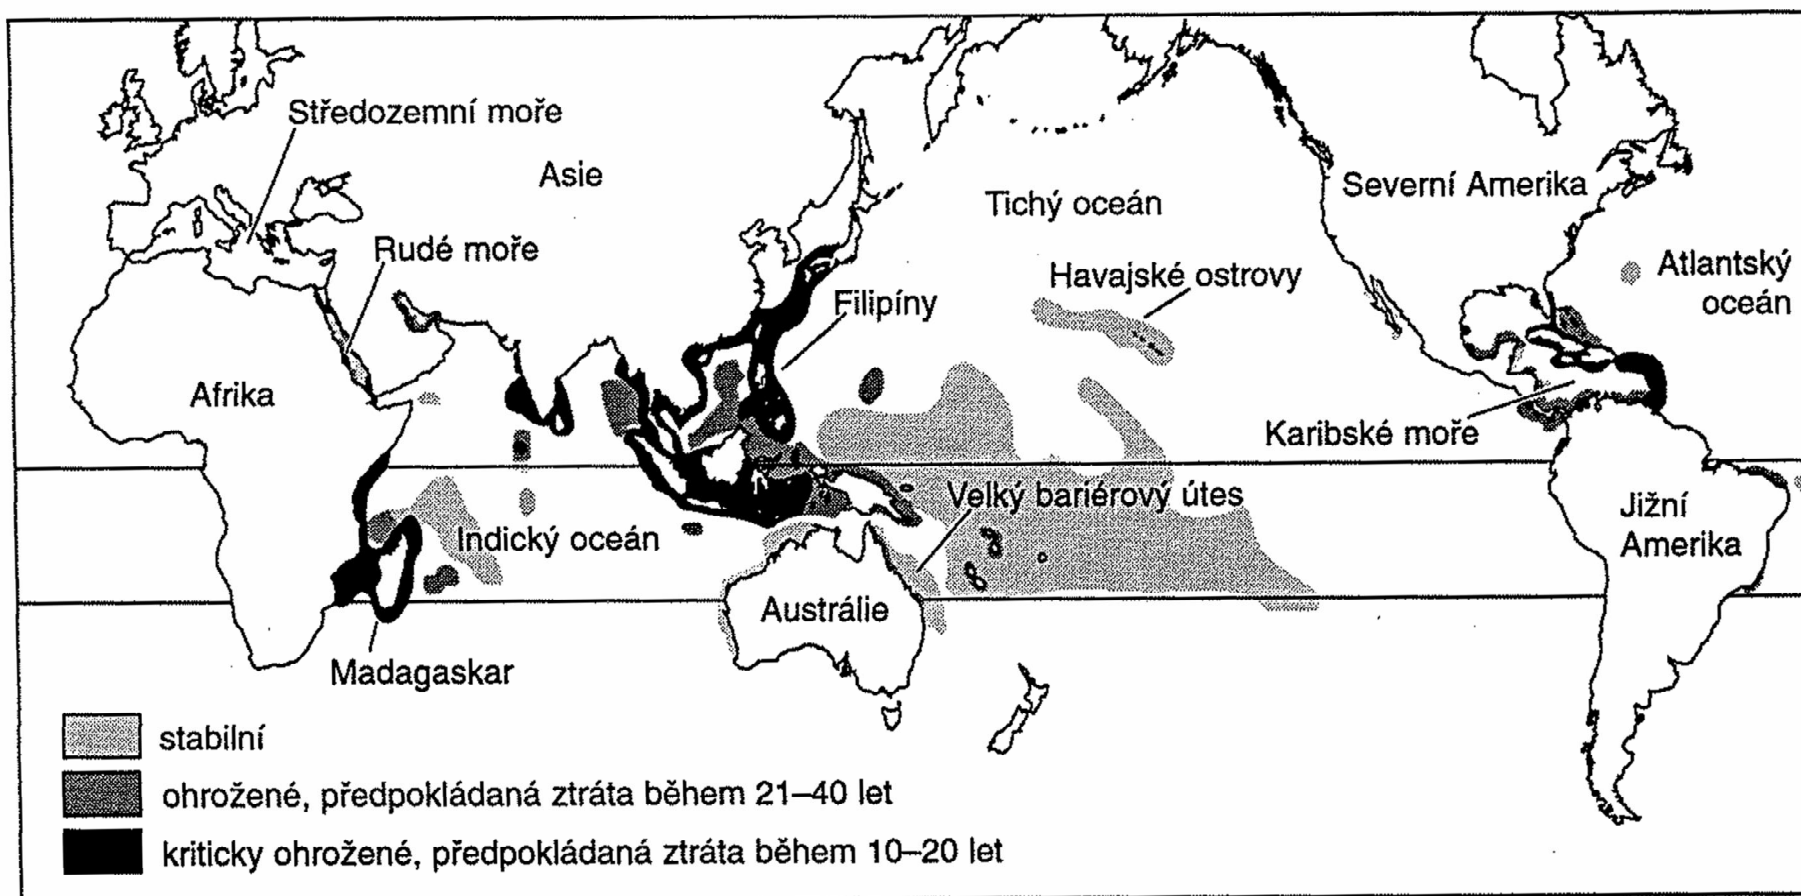 Středozemní moře
Asie
Severní Amerika
Tichý oceán
Rudé moře
Havajské ostrovy
Atlantský
oceán
Filipíny
Afrika
Karibské moře
Velký bariérový útes
Indický oceán
Jižní
Amerika
Austrálie
Madagaskar
stabilní
ohrožené, předpokládaná ztráta během 21–40 let
kriticky ohrožené, předpokládaná ztráta během 10–20 let